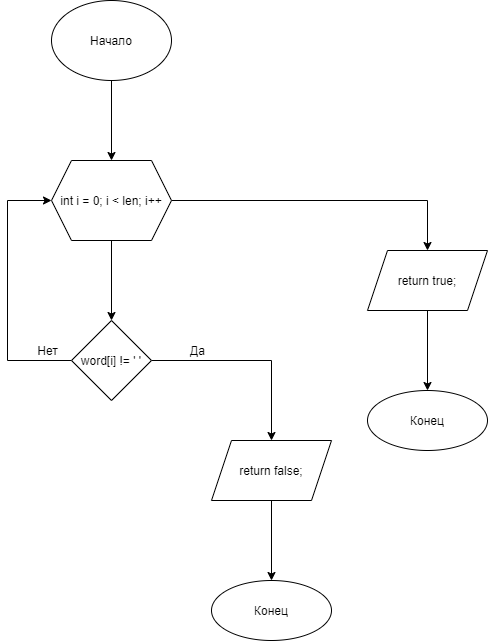 Начало
int i = 0; i < len; i++
return true;
Нет
word[i] != ' '
Да
Конец
return false;
Конец